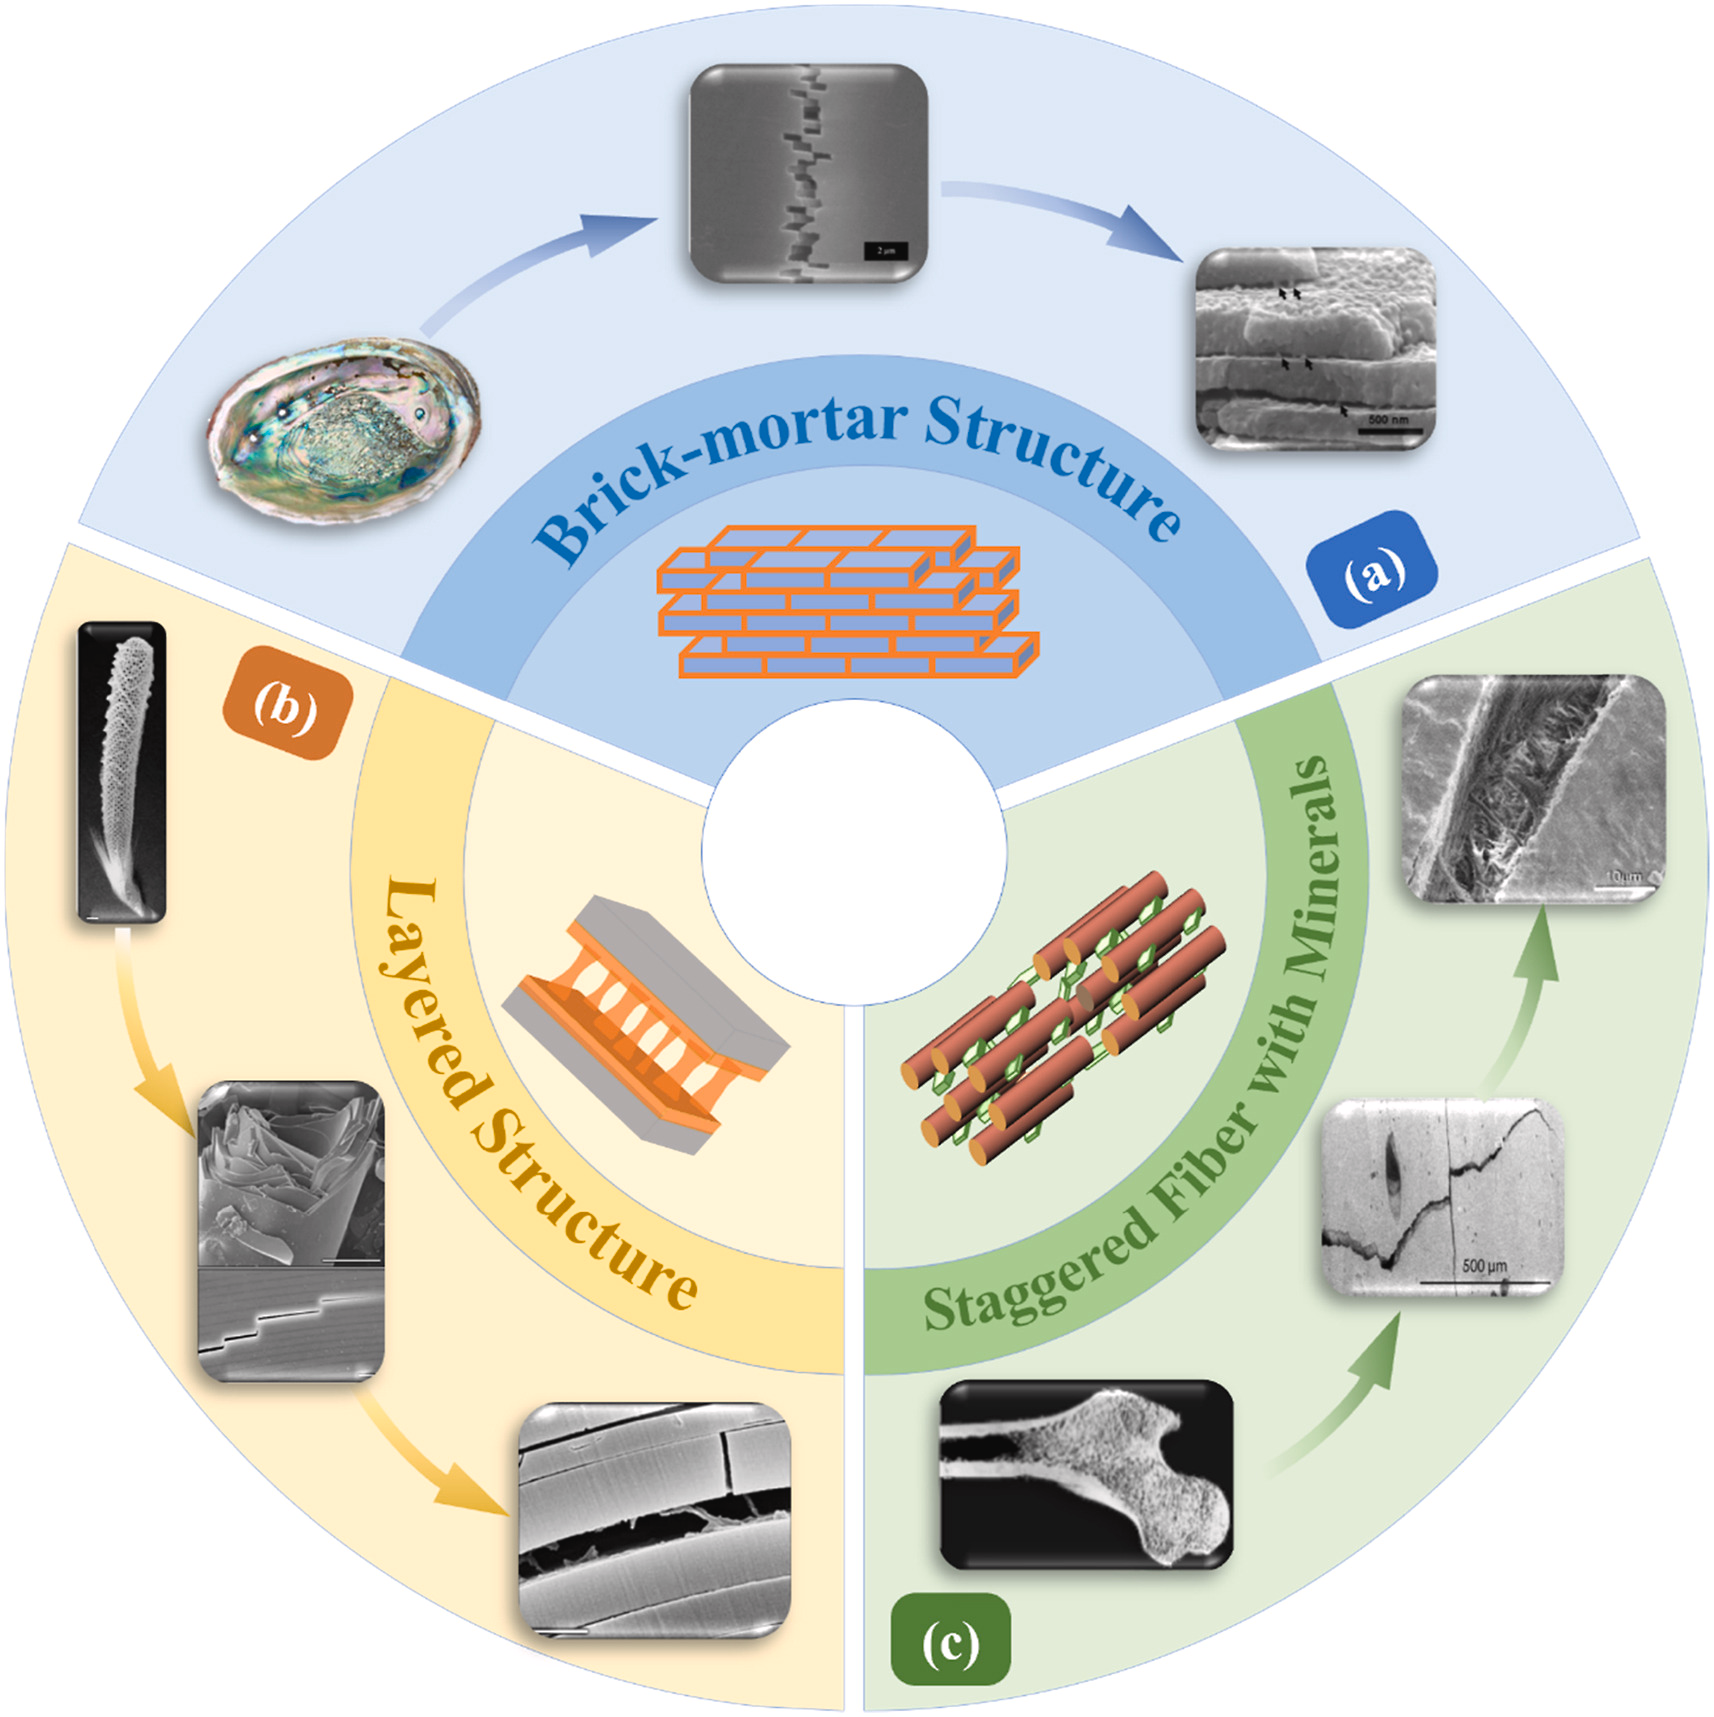 2 µm
500 nm
Brick-mortar Structure
(a)
(b)
Layered Structure
Staggered Fiber with Minerals
10µm
500 µm
(c)